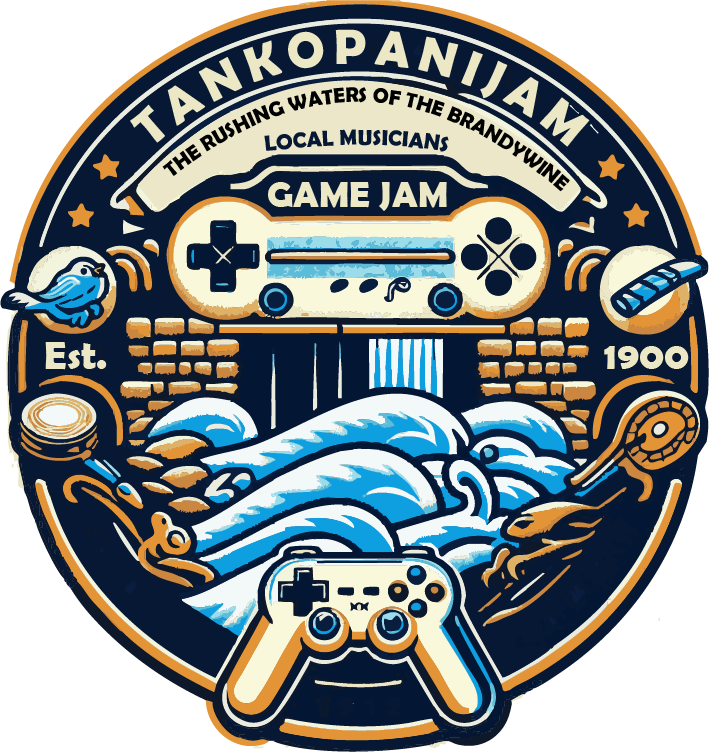 TANKOPANIJAM
THE RUSHING WATERS OF THE BRANDYWINE
LOCAL MUSICIANS
GAME JAM
Est. 1900